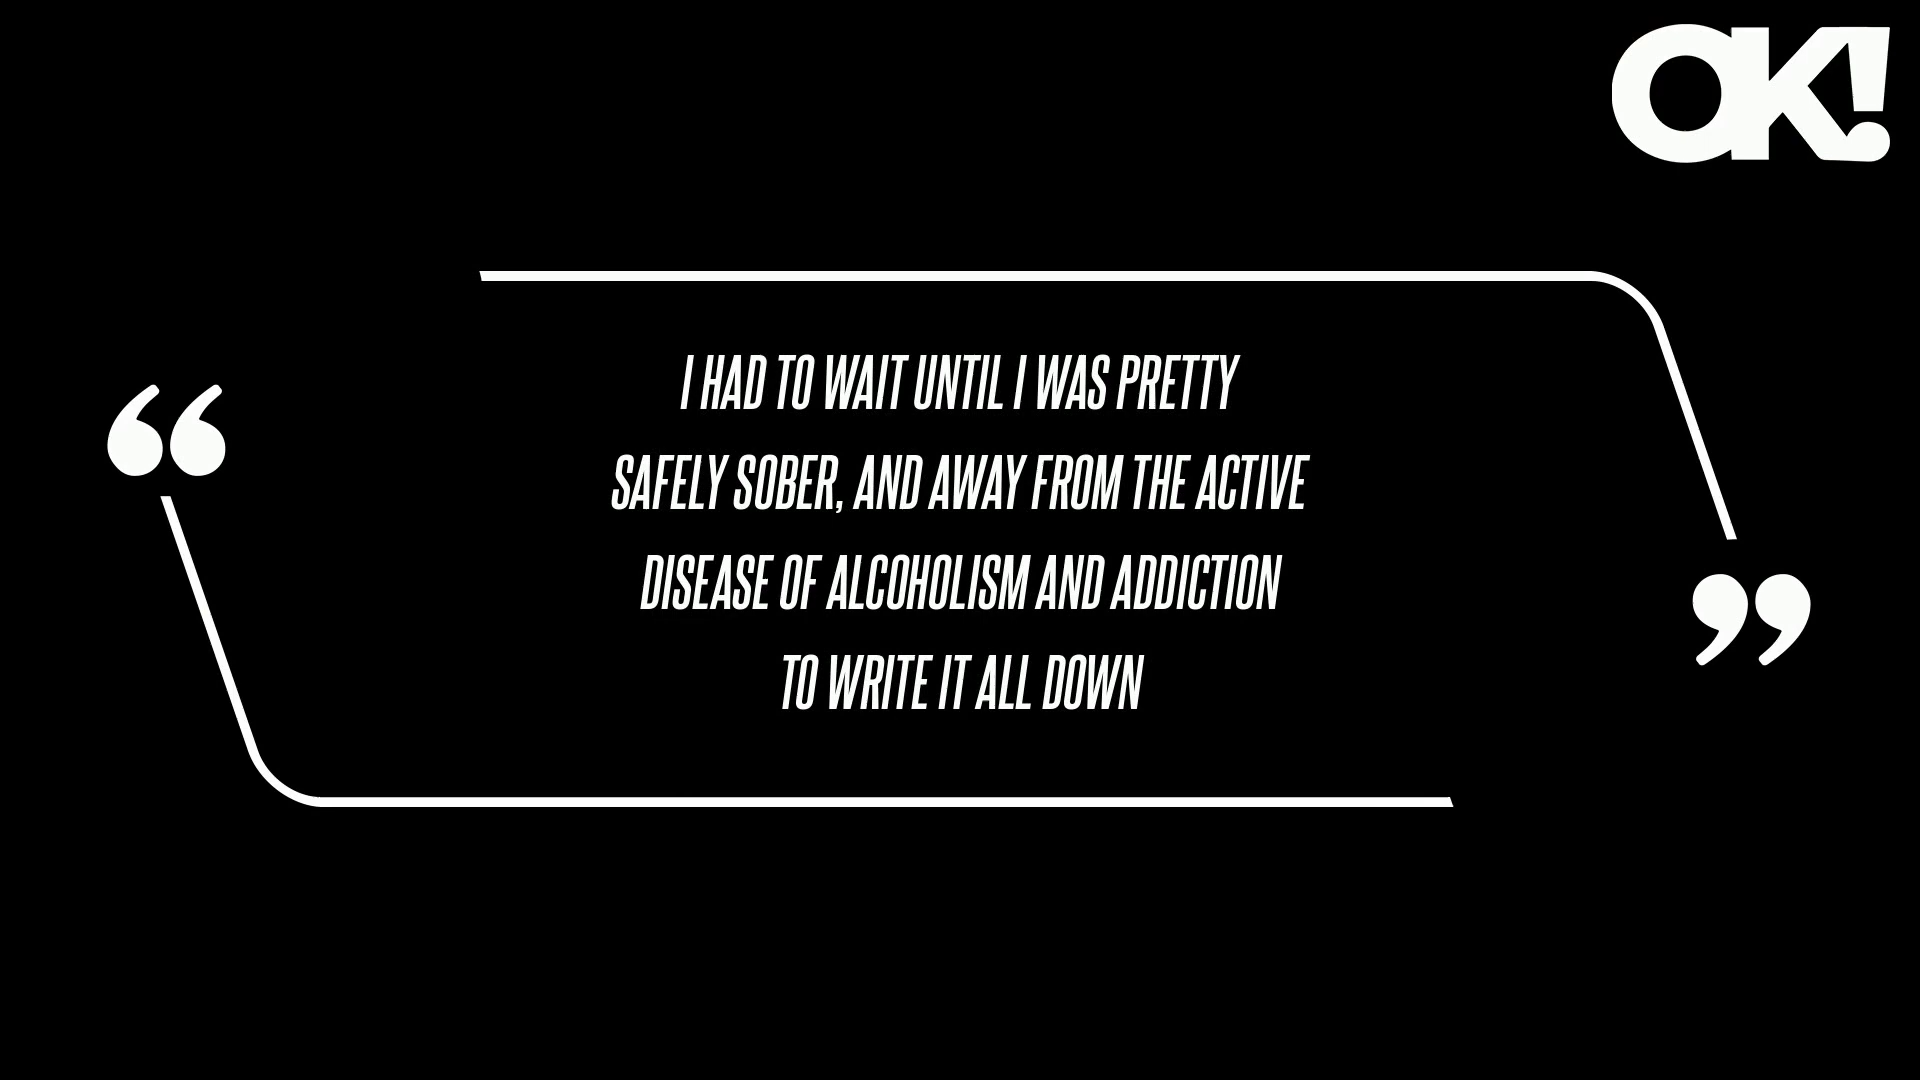 OK!
“
I HAD TO WAIT UNTIL I WAS PRETTY
SAFELY SOBER, AND AWAY FROM THE ACTIVE
DISEASE OF ALCOHOLISM AND ADDICTION
TO WRITE IT ALL DOWN
”